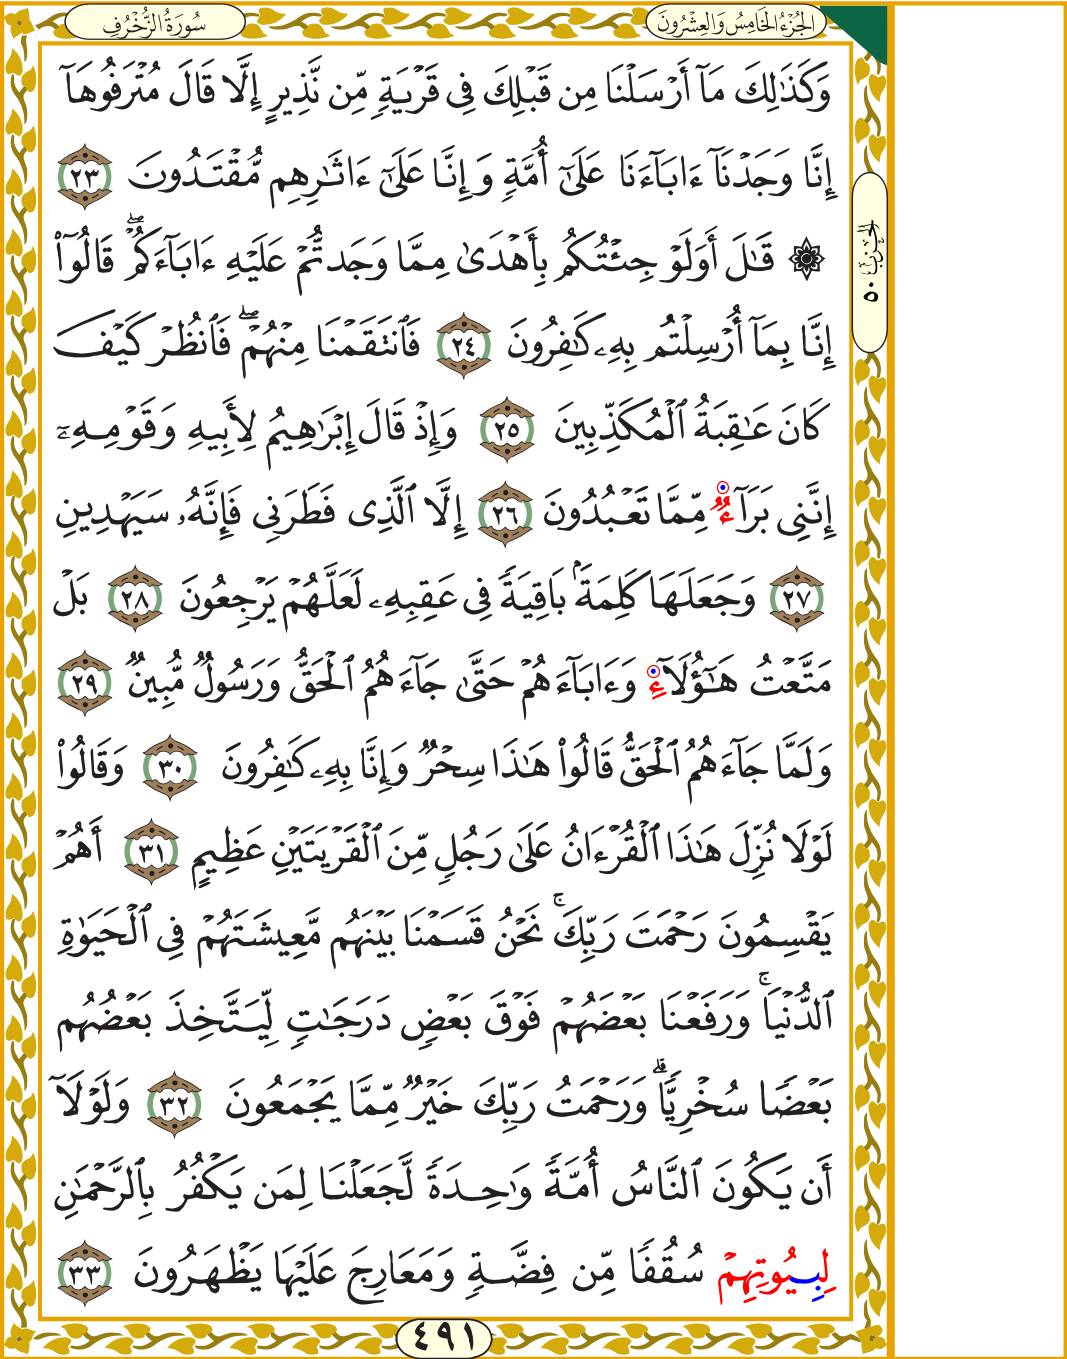 سُورَةُ الزُّخْرُفِ
الجُزْءُ الخَامِسُ وَالعِشْرُونَ
وَكَذَٰلِكَ مَآ أَرْسَلْنَا مِن قَبْلِكَ فِى قَرْيَةٍ مِّن نَّذِيرٍ إِلَّا قَالَ مُتْرَفُوهَآ
إِنَّا وَجَدْنَآ ءَابَآءَنَا عَلَىٰٓ أُمَّةٍ وَإِنَّا عَلَىٰٓ ءَاثَٰرِهِم مُّقْتَدُونَ ٢٣
۞ قَٰلَ أَوَلَوْ جِئْتُكُم بِأَهْدَىٰ مِمَّا وَجَدتُّمْ عَلَيْهِ ءَابَآءَكُمْ ۖ قَالُوٓا۟
إِنَّا بِمَآ أُرْسِلْتُم بِهِۦ كَٰفِرُونَ ٢٤ فَٱنتَقَمْنَا مِنْهُمْ ۖ فَٱنظُرْ كَيْفَ
كَانَ عَٰقِبَةُ ٱلْمُكَذِّبِينَ ٢٥ وَإِذْ قَالَ إِبْرَٰهِيمُ لِأَبِيهِ وَقَوْمِهِۦٓ
إِنَّنِى بَرَآءٌ مِّمَّا تَعْبُدُونَ ٢٦ إِلَّا ٱلَّذِى فَطَرَنِى فَإِنَّهُۥ سَيَهْدِينِ
٢٧ وَجَعَلَهَا كَلِمَةًۢ بَاقِيَةً فِى عَقِبِهِۦ لَعَلَّهُمْ يَرْجِعُونَ ٢٨ بَلْ
مَتَّعْتُ هَٰٓؤُلَآءِ وَءَابَآءَهُمْ حَتَّىٰ جَآءَهُمُ ٱلْحَقُّ وَرَسُولٌ مُّبِينٌ ٢٩
وَلَمَّا جَآءَهُمُ ٱلْحَقُّ قَالُوا۟ هَٰذَا سِحْرٌ وَإِنَّا بِهِۦ كَٰفِرُونَ ٣٠ وَقَالُوا۟
لَوْلَا نُزِّلَ هَٰذَا ٱلْقُرْءَانُ عَلَىٰ رَجُلٍ مِّنَ ٱلْقَرْيَتَيْنِ عَظِيمٍ ٣١ أَهُمْ
يَقْسِمُونَ رَحْمَتَ رَبِّكَ ۚ نَحْنُ قَسَمْنَا بَيْنَهُم مَّعِيشَتَهُمْ فِى ٱلْحَيَوٰةِ
ٱلدُّنْيَا ۚ وَرَفَعْنَا بَعْضَهُمْ فَوْقَ بَعْضٍ دَرَجَٰتٍ لِّيَتَّخِذَ بَعْضُهُم
بَعْضًا سُخْرِيًّا ۗ وَرَحْمَتُ رَبِّكَ خَيْرٌ مِّمَّا يَجْمَعُونَ ٣٢ وَلَوْلَآ
أَن يَكُونَ ٱلنَّاسُ أُمَّةً وَٰحِدَةً لَّجَعَلْنَا لِمَن يَكْفُرُ بِٱلرَّحْمَٰنِ
لِبِيُوتِهِمْ سُقُفًا مِّن فِضَّةٍ وَمَعَارِجَ عَلَيْهَا يَظْهَرُونَ ٣٣
الحِزْبُ ٥٠
٤٩١